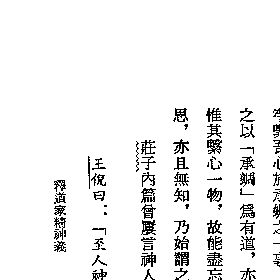 之以「承蜩」爲有道，亦
惟其繫心一物，故能盡忘
思，亦且無知，乃始謂之
莊子內篇曾屢言神人
王倪曰：「至人神
釋道家精神義